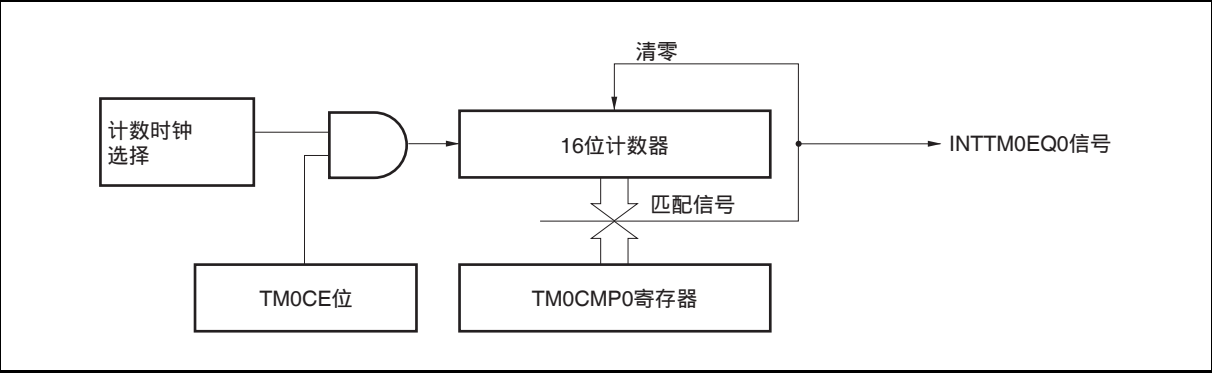 清零
计数时钟
选择
16位计数器
INTTM0EQ0信号
匹配信号
TM0CE位
TM0CMP0寄存器